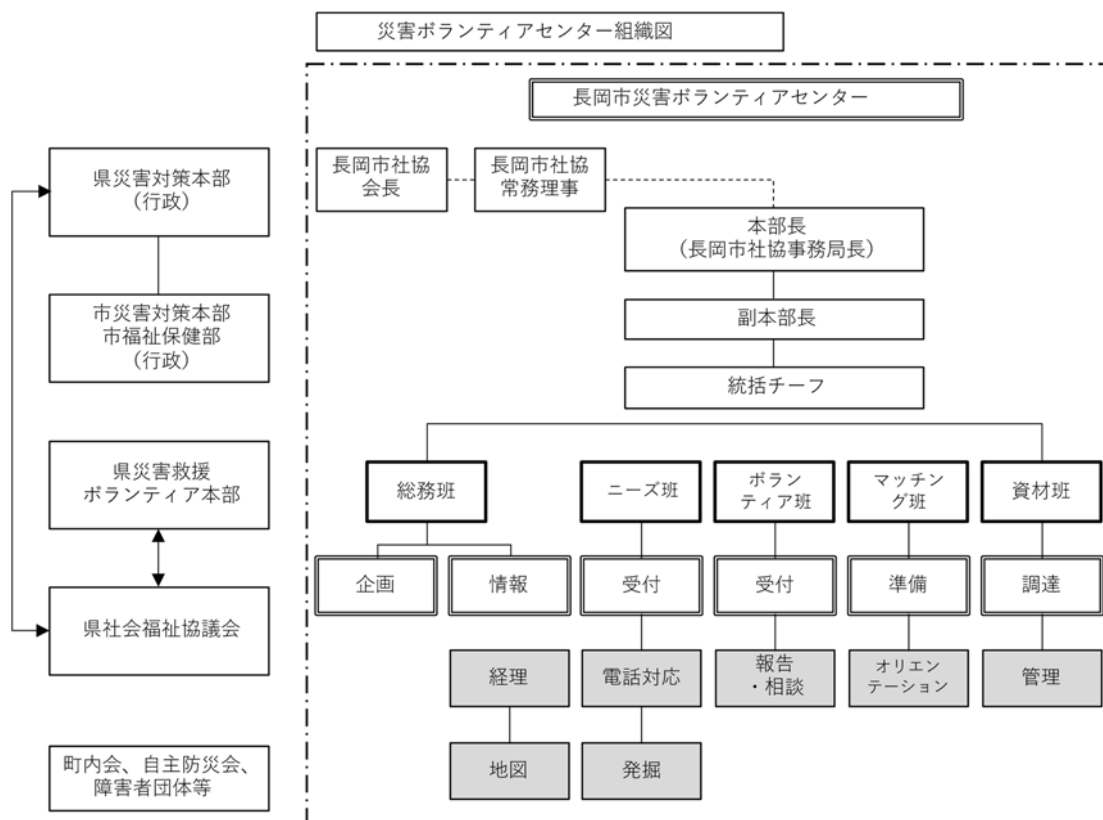 災害ボランティアセンター組織図
長岡市災害ボランティアセンター
県災害対策本部
（行政）
市災害対策本部
市福祉保健部
（行政）
県災害救援
ボランティア本部
県社会福祉協議会
町内会、自主防災会、
障害者団体等
長岡市社協
会長
長岡市社協
常務理事
本部長
（長岡市社協事務局長）
副本部長
統括チーフ
総務班
ニーズ班
ボラン
ティア班
マッチン
グ班
資材班
企画
情報
受付
受付
準備
調達
経理
電話対応
報告
・相談
オリエン
テーション
管理
地図
発掘